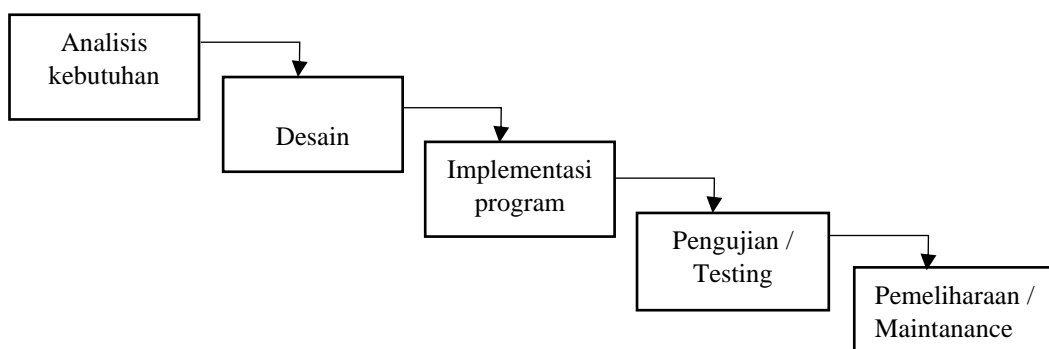 Analisis
kebutuhan
Desain
Implementasi
program
Pengujian /
Testing
Pemeliharaan /
Maintanance